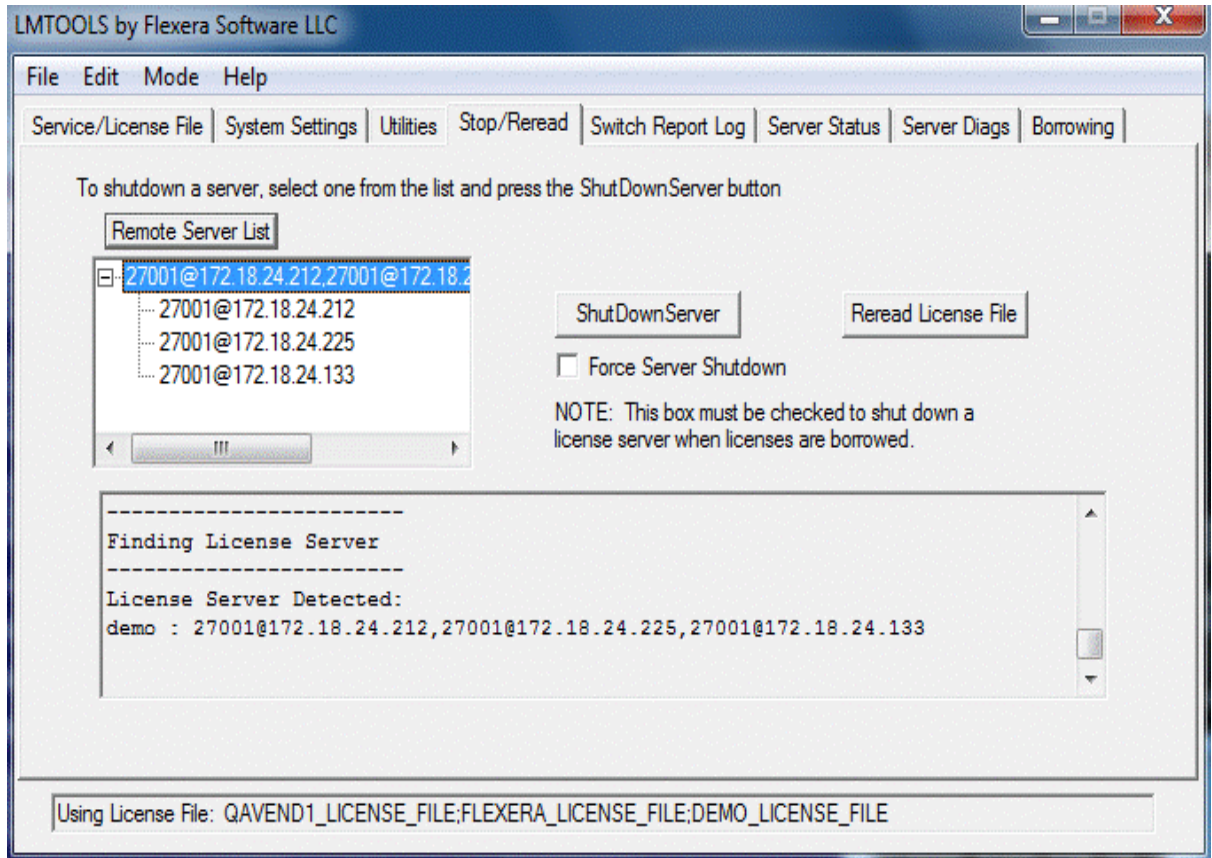 LMTOOLS by Flexera Software LLC
File Edit Mode Help
Service/License File System Settings Utilities Stop/Reread Switch Report Log Server Status Server Diags Borrowing
To shutdown a server, select one from the list and press the ShutDownServer button
Remote Server List
27001@172.18.24.212,27001@172.18.2
27001@172.18.24.212
27001@172.18.24.225
27001@172.18.24.133
ShutDownServer
Reread License File
Force Server Shutdown
NOTE: This box must be checked to shut down a
license server when licenses are borrowed.
------------------------
Finding License Server
------------------------
License Server Detected:
demo : 27001@172.18.24.212,27001@172.18.24.225,27001@172.18.24.133
Using License File: QAVEND1_LICENSE_FILE;FLEXERA_LICENSE_FILE;DEMO_LICENSE_FILE